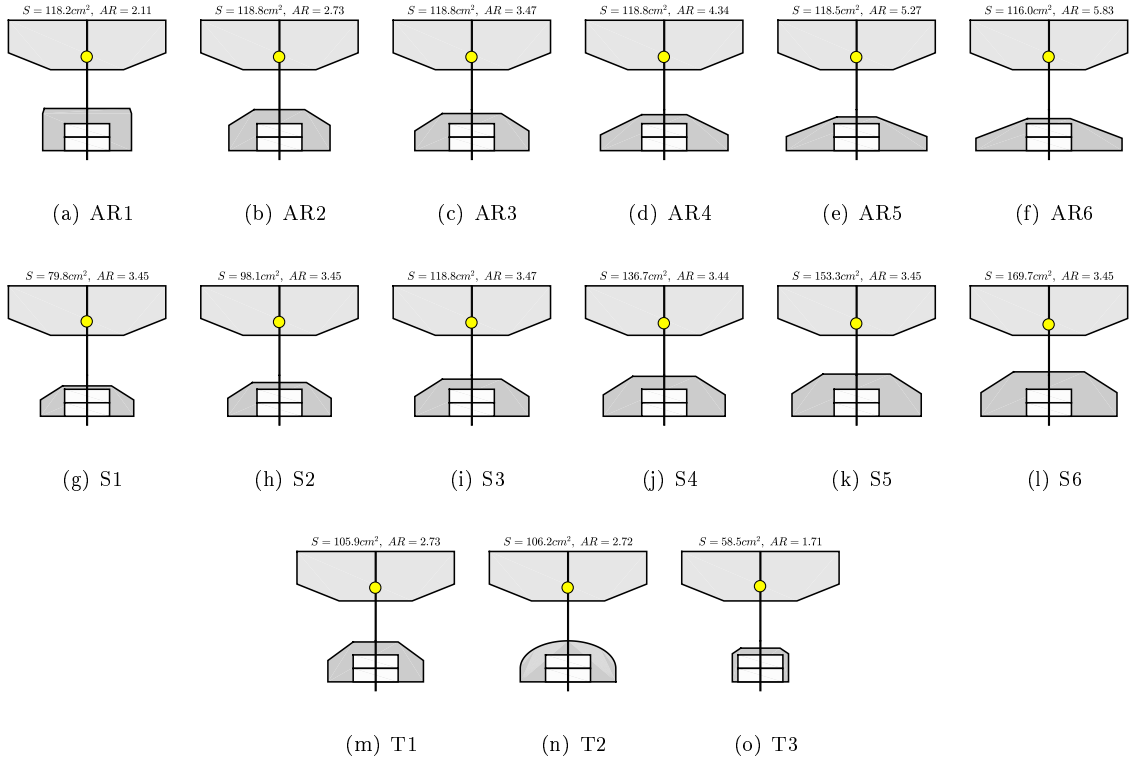 S = 118.2cm², AR = 2.11
S = 118.8cm², AR = 2.73
S = 118.8cm², AR = 3.47
S = 118.8cm², AR = 4.34
S = 118.5cm², AR = 5.27
S = 116.0cm², AR = 5.83
(a) AR1
(b) AR2
(c) AR3
(d) AR4
(e) AR5
(f) AR6
S = 79.8cm², AR = 3.45
S = 98.1cm², AR = 3.45
S = 118.8cm², AR = 3.47
S = 136.7cm², AR = 3.44
S = 153.3cm², AR = 3.45
S = 169.7cm², AR = 3.45
(g) S1
(h) S2
(i) S3
(j) S4
(k) S5
(l) S6
S = 105.9cm², AR = 2.73
S = 106.2cm², AR = 2.72
S = 58.5cm², AR = 1.71
(m) T1
(n) T2
(o) T3